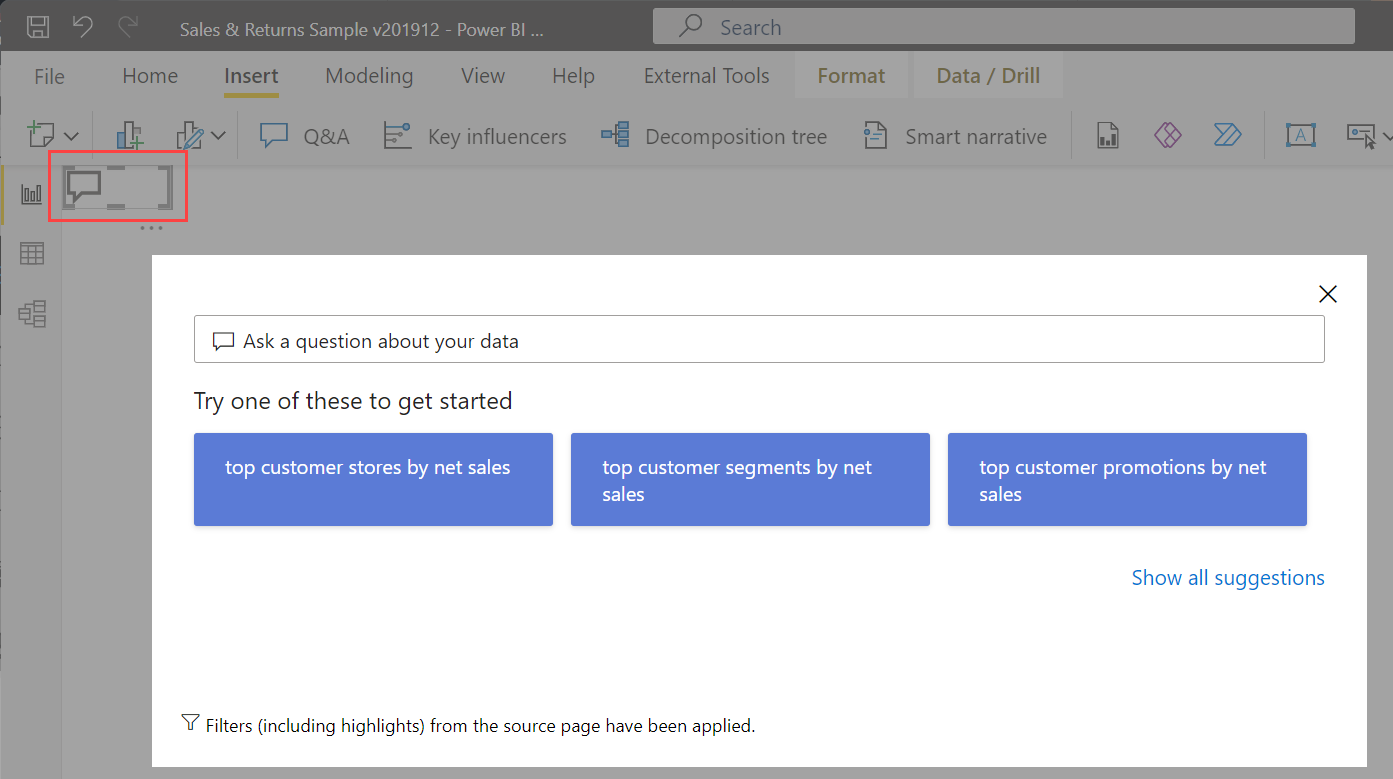 Sales & Returns Sample v201912 - Power BI ...
Search
File Home Insert Modeling View Help External Tools Format Data / Drill
Q&A Key influencers Decomposition tree Smart narrative
A
Ask a question about your data
Try one of these to get started
top customer stores by net sales
top customer segments by net
sales
top customer promotions by net
sales
Show all suggestions
Filters (including highlights) from the source page have been applied.